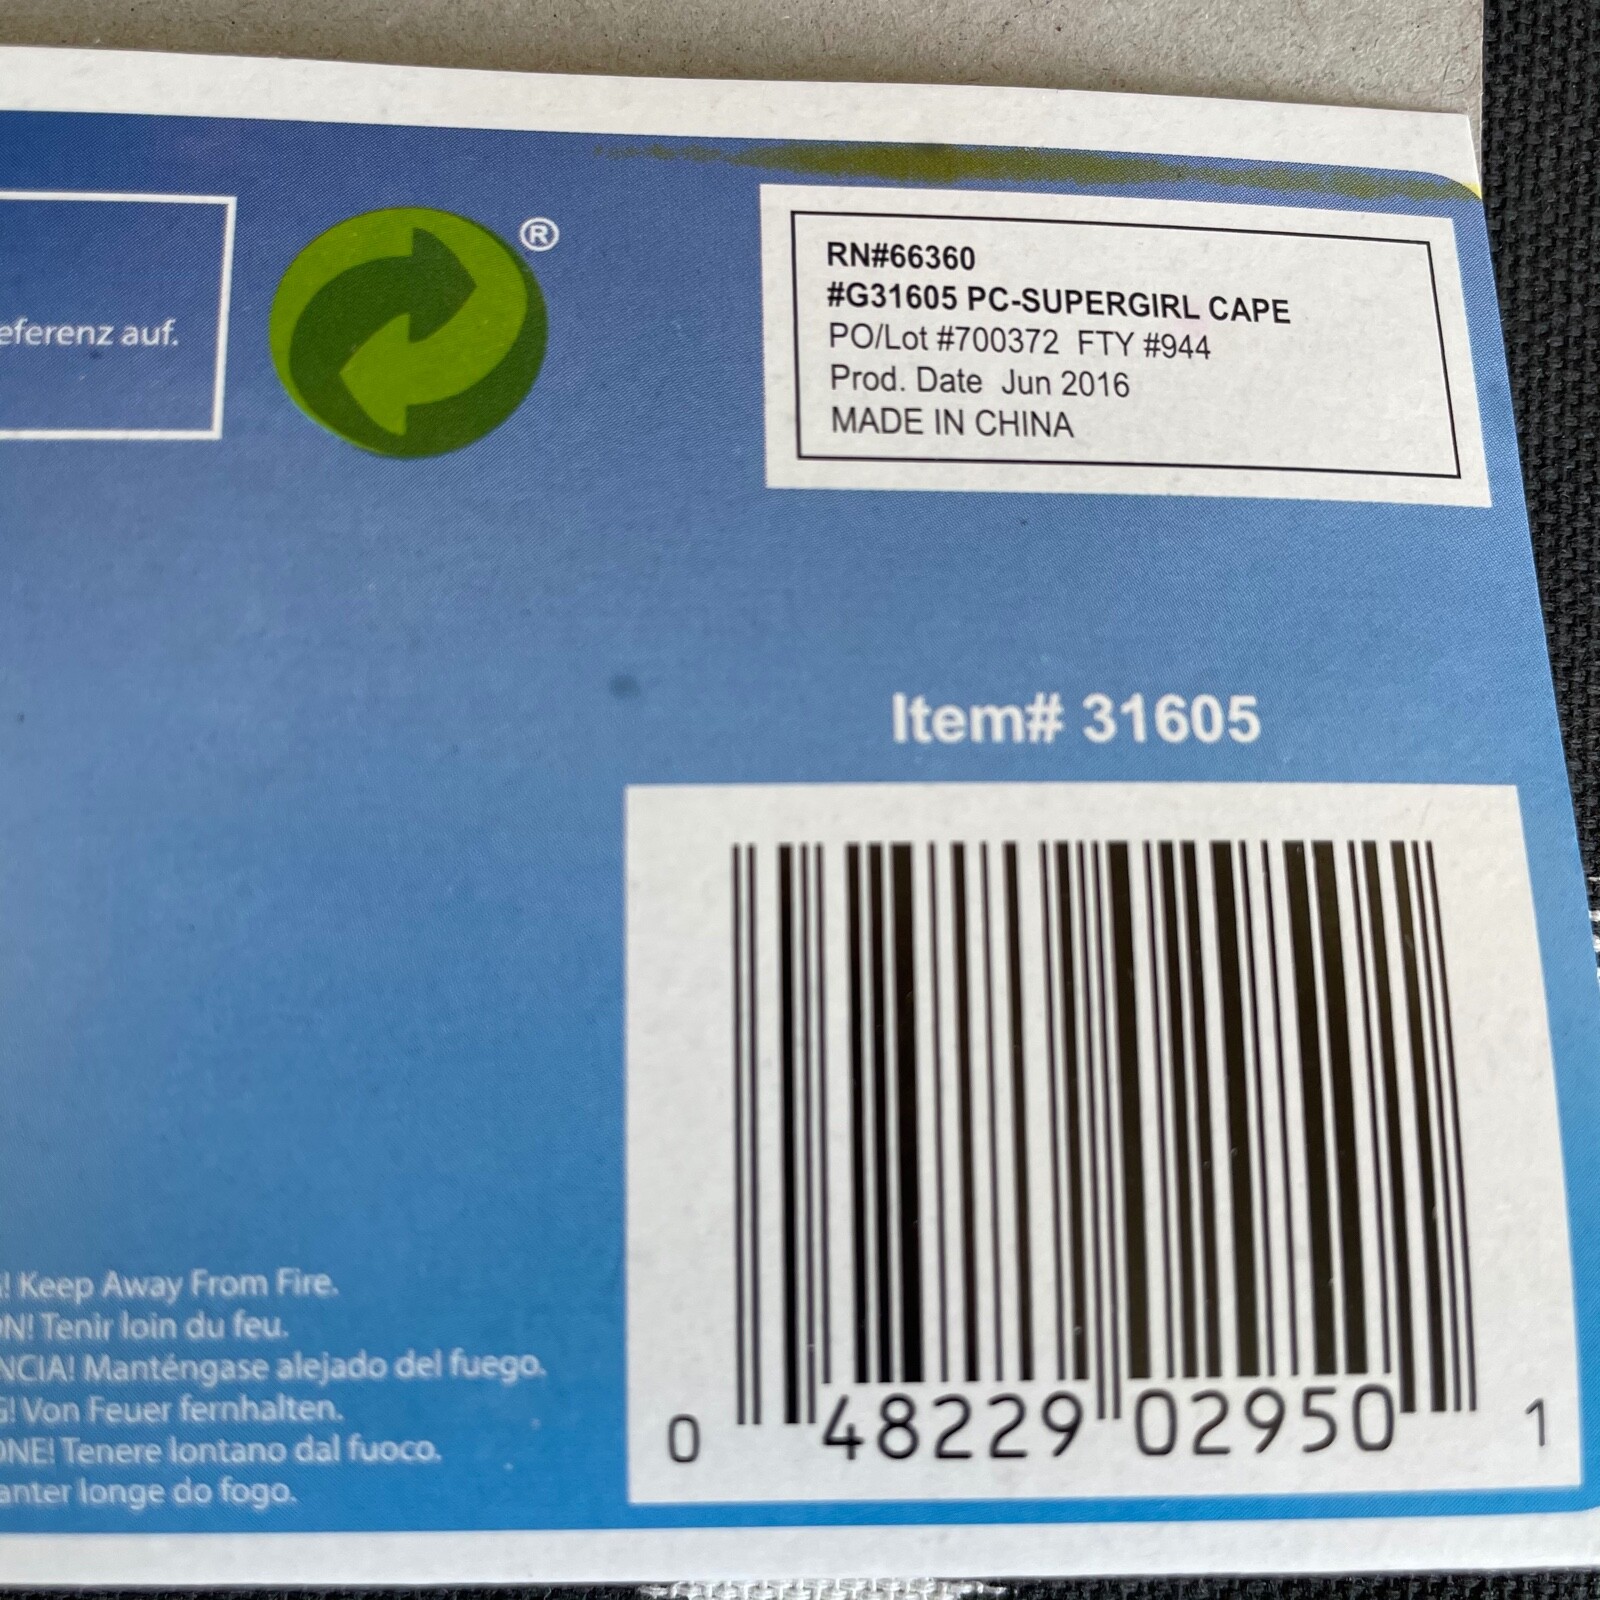 eferenz auf.
®
RN#66360
#G31605 PC-SUPERGIRL CAPE
PO/Lot #700372 FTY #944
Prod. Date Jun 2016
MADE IN CHINA
Item# 31605
! Keep Away From Fire.
N! Tenir loin du feu.
NCIA! Manténgase alejado del fuego.
G! Von Feuer fernhalten.
ONE! Tenere lontano dal fuoco.
anter longe do fogo.
0 48229 02950 1